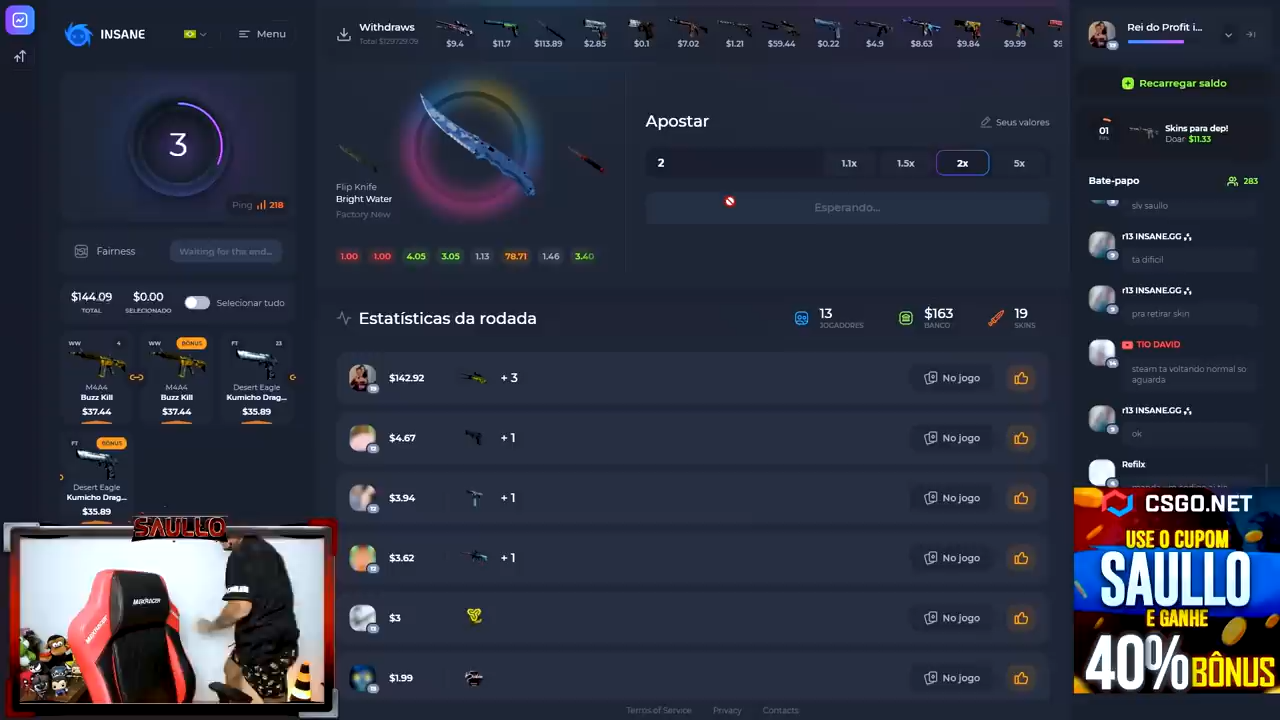 INSANE
Menu
Withdraws
Total $129729.09
$9.4
$11.7
$113.89
$2.85
$0.1
$7.02
$1.21
$59.44
$0.22
$4.9
$8.63
$9.84
$9.99
Rei do Profit i...
3
Ping 218
Fairness
Waiting for the end...
$144.09
TOTAL
$0.00
SELECIONADO
Selecionar tudo
WW 4
M4A4
Buzz Kill
$37.44
WW BÔNUS
M4A4
Buzz Kill
$37.44
FT 23
Desert Eagle
Kumicho Drag...
$35.89
FT BÔNUS
Desert Eagle
Kumicho Drag...
$35.89
Flip Knife
Bright Water
Factory New
1.00 1.00 4.05 3.05 1.13 78.71 1.46 3.40
Apostar
Seus valores
2
1.1x
1.5x
2x
5x
Esperando...
Estatísticas da rodada
13
JOGADORES
$163
BANCO
19
SKINS
$142.92 + 3 No jogo
$4.67 + 1 No jogo
$3.94 + 1 No jogo
$3.62 + 1 No jogo
$3 No jogo
$1.99 No jogo
Terms of Service Privacy Contacts
Recarregar saldo
01
Skins para dep!
Doar $11.33
Bate-papo 283
slv saullo
r13 INSANE.GG
ta dificil
r13 INSANE.GG
pra retirar skin
TIO DAVID
steam ta voltando normal so
aguarda
r13 INSANE.GG
ok
Refilx
SAULLO
MAXRACER
CSGO.NET
USE O CUPOM
SAULLO
E GANHE
40% BÔNUS